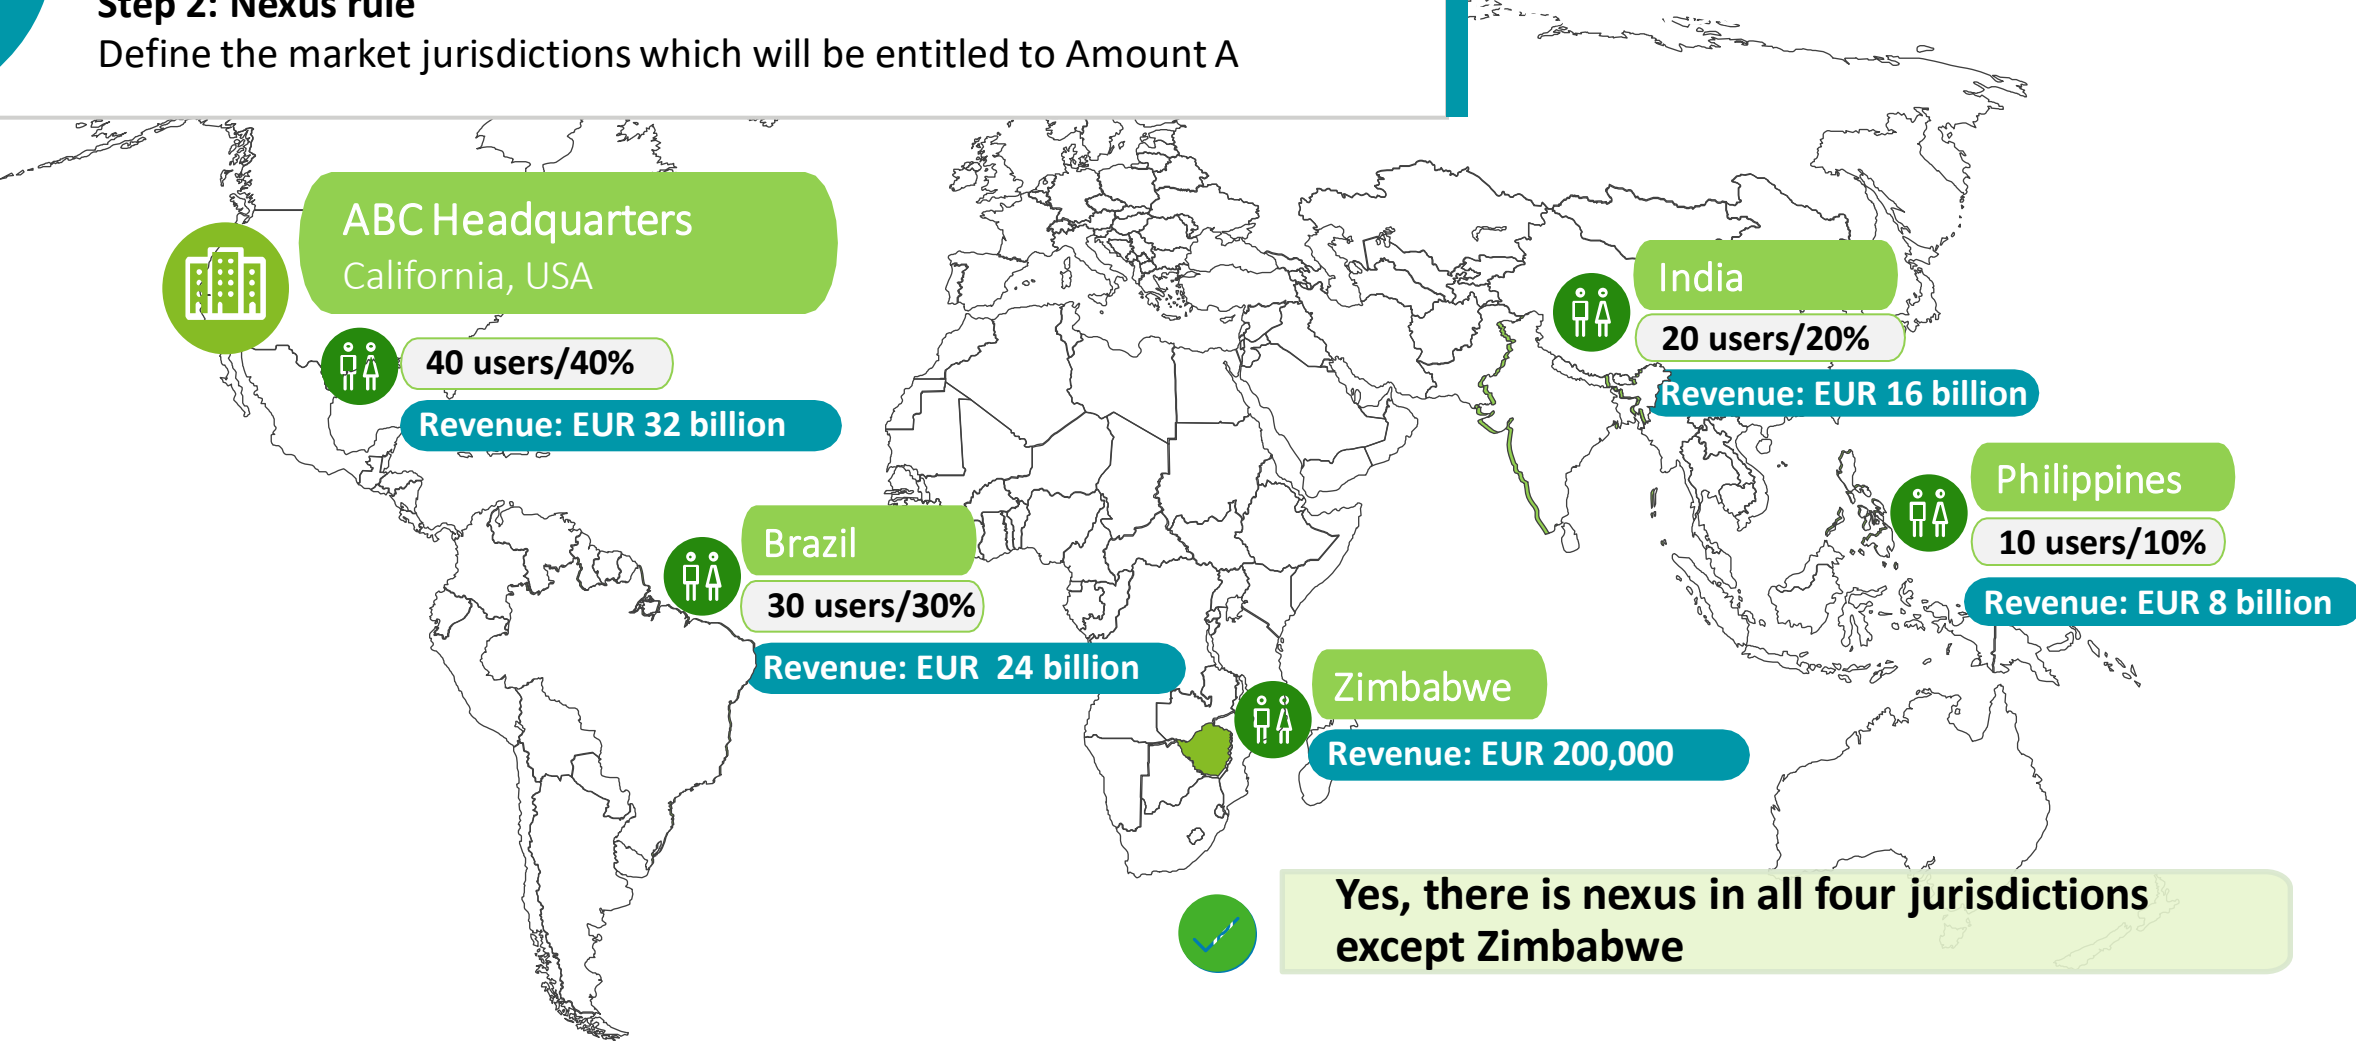 Step 2: Nexus rule
Define the market jurisdictions which will be entitled to Amount A
ABC Headquarters
California, USA
40 users/40%
Revenue: EUR 32 billion
India
20 users/20%
Revenue: EUR 16 billion
Philippines
10 users/10%
Revenue: EUR 8 billion
Brazil
30 users/30%
Revenue: EUR 24 billion
Zimbabwe
Revenue: EUR 200,000
Yes, there is nexus in all four jurisdictions
except Zimbabwe